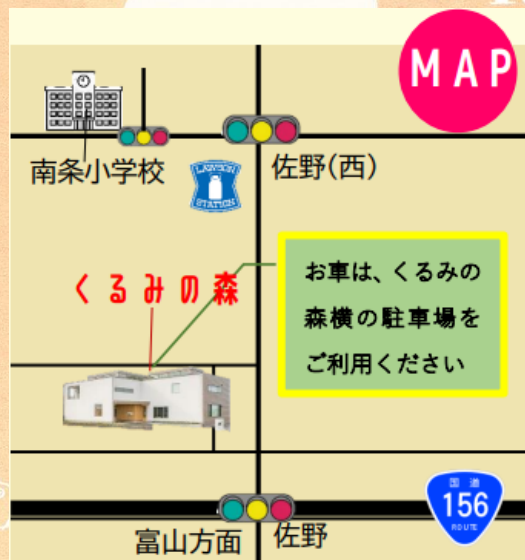 MAP
南条小学校
LAWSON
STATION
佐野(西)
くるみの森
お車は、くるみの
森横の駐車場を
ご利用ください
国道
156
ROUTE
富山方面
佐野